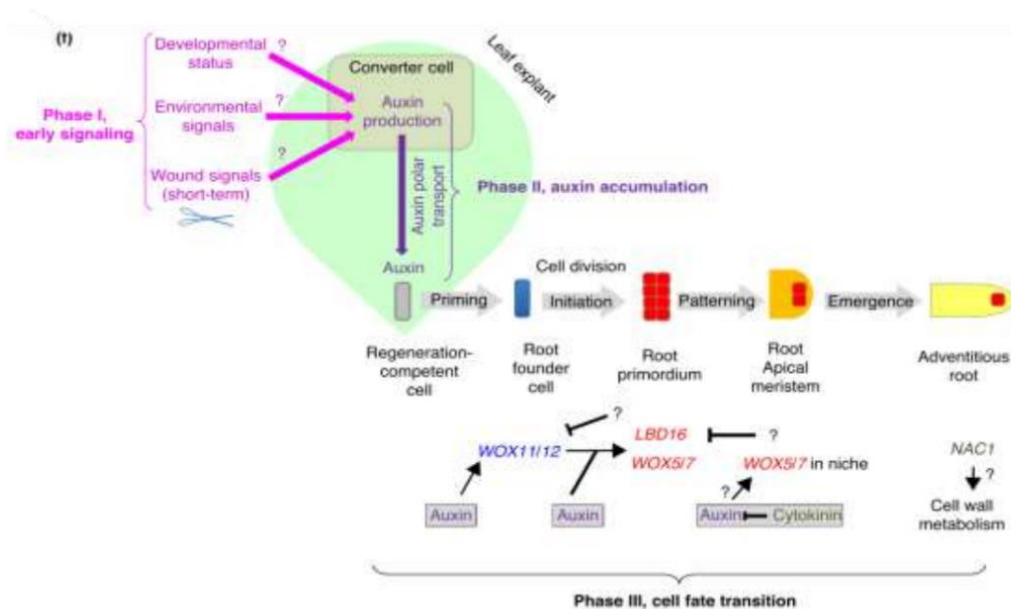 (f)
Developmental
status
?
Environmental
signals
?
Wound signals
(short-term)
?
Phase I,
early signaling
Converter cell
Leaf explant
Auxin
production
Auxin polar
transport
Phase II, auxin accumulation
Auxin
Cell division
Priming
Initiation
Patterning
Emergence
Regeneration-
competent
cell
Root
founder
cell
Root
primordium
Root
Apical
meristem
Adventitious
root
?
WOX11/12
LBD16
?
WOX5/7
WOX5/7 in niche
NAC1
?
?
Auxin
Auxin
Auxin
Cytokinin
Cell wall
metabolism
Phase III, cell fate transition